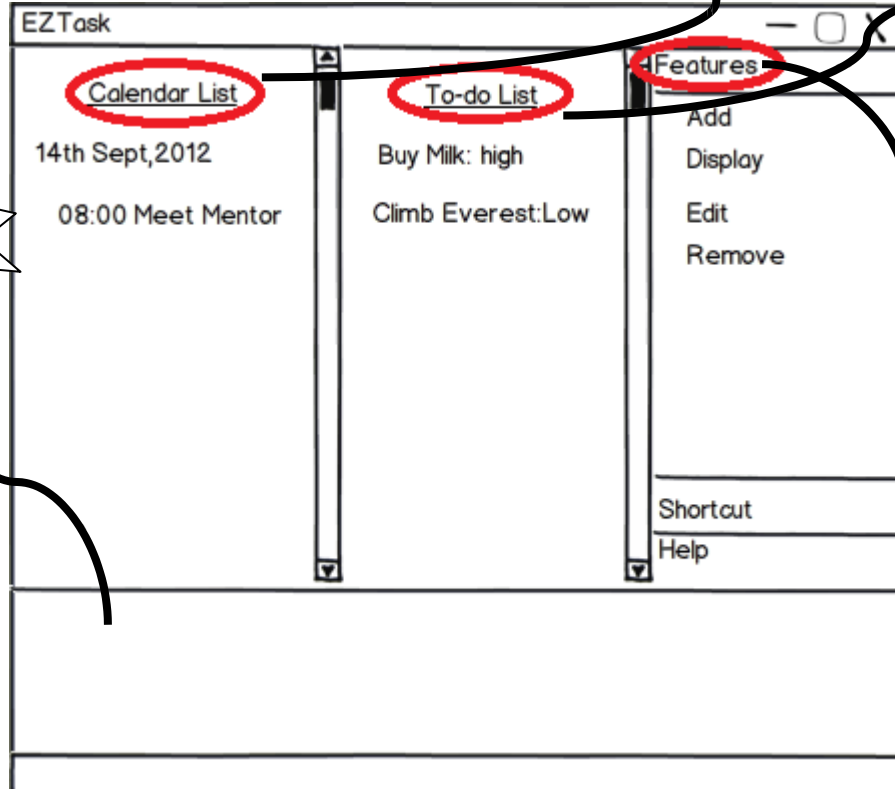 EZTask
Calendar List
14th Sept,2012
08:00 Meet Mentor
To-do List
Buy Milk: high
Climb Everest:Low
Features
Add
Display
Edit
Remove
Shortcut
Help